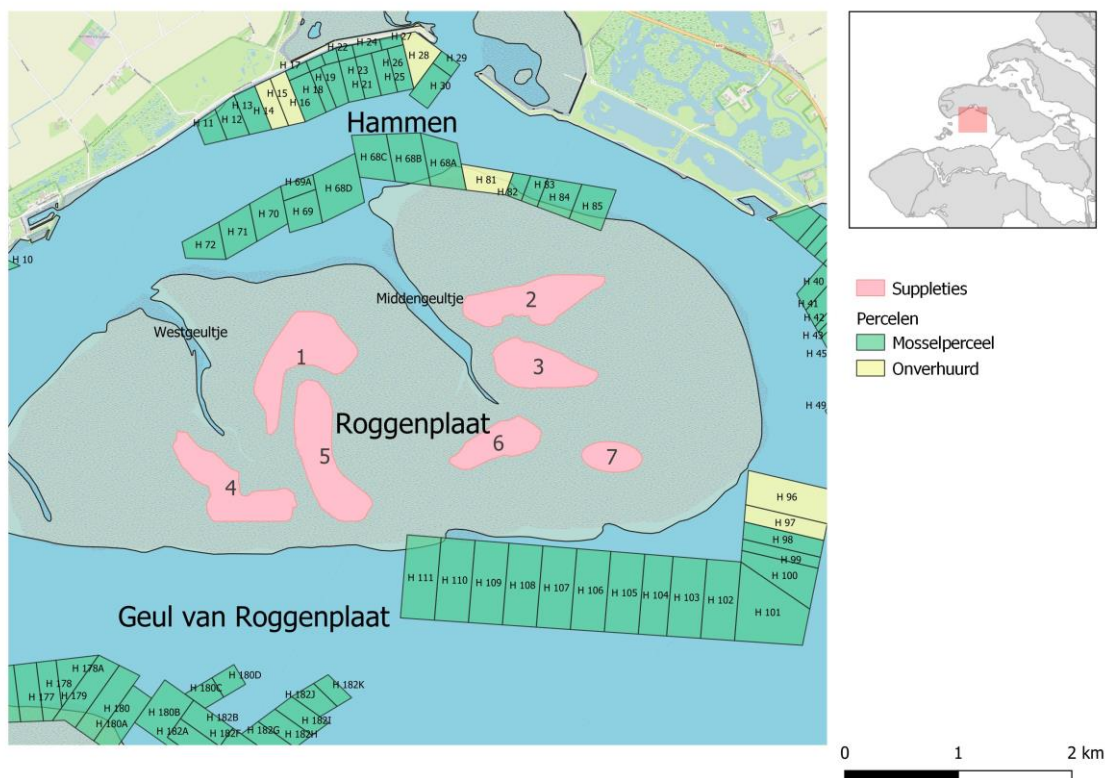 H 27
H 24
H 22
H 17
H 28
H 29
H 26
H 23
H 19
H 30
H 25
H 21
H 18
H 15
H 16
H 13
H 14
H 12
H 11
Hammen
H 68C
H 68B
H 68A
H 81
H 69A
H 68D
H 82
H 83
H 84
H 85
H 69
H 70
H 71
H 72
H 10
H 40
H 41
H 42
H 43
H 45
H 49
Middengeultje
Westgeultje
2
1
3
Roggenplaat
6
7
5
4
H 96
H 97
H 98
H 99
H 100
H 101
H 111
H 110
H 109
H 108
H 107
H 106
H 105
H 104
H 103
H 102
Geul van Roggenplaat
H 178A
H 178
H 177
H 179
H 180
H 180A
H 180D
H 180C
H 180B
H 182B
H 182A
H 182F
H 182K
H 182J
H 182I
H 182G
H 182H
Suppleties
Percelen
Mosselperceel
Onverhuurd
0 1 2 km